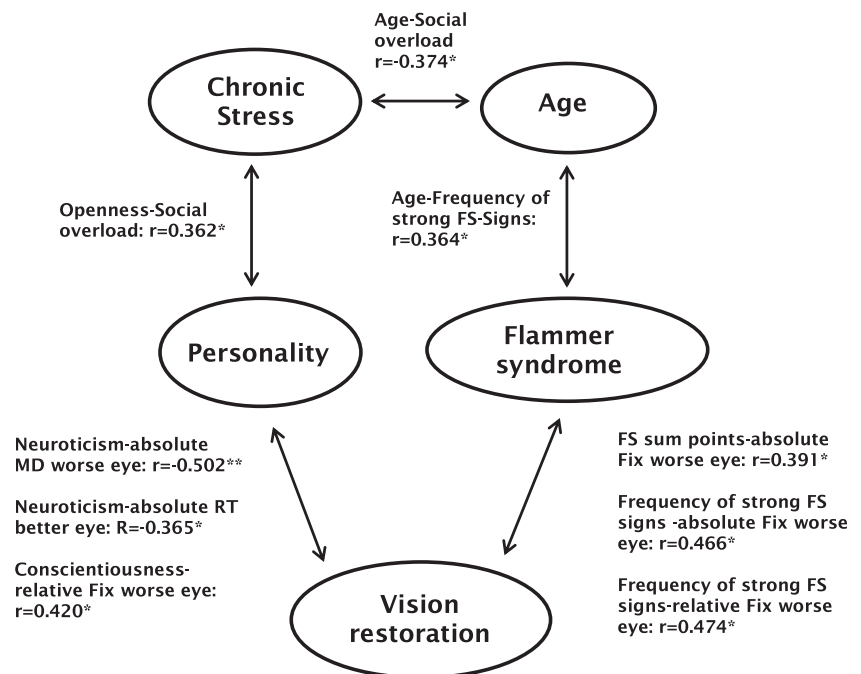 Age-Social
overload
r=-0.374*
Chronic
Stress
Age
Openness-Social
overload: r=0.362*
Age-Frequency of
strong FS-Signs:
r=0.364*
Personality
Flammer
syndrome
Neuroticism-absolute
MD worse eye: r=-0.502**
Neuroticism-absolute RT
better eye: R=-0.365*
Conscientiousness-
relative Fix worse eye:
r=0.420*
FS sum points-absolute
Fix worse eye: r=0.391*
Frequency of strong FS
signs -absolute Fix worse
eye: r=0.466*
Frequency of strong FS
signs-relative Fix worse
eye: r=0.474*
Vision
restoration